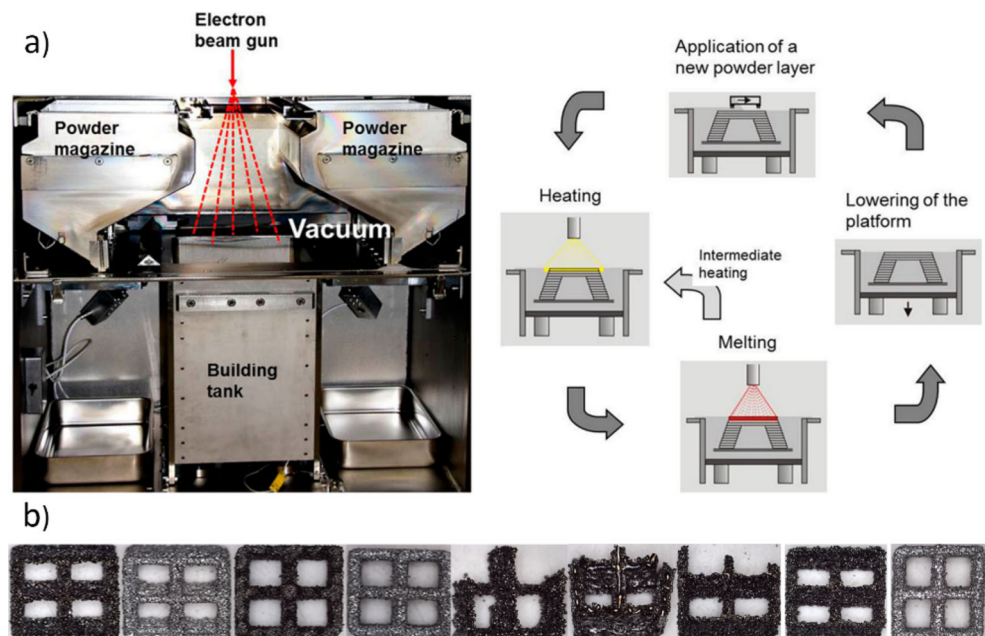 a)
Electron
beam gun
Powder
magazine
Powder
magazine
Vacuum
Building
tank
Application of a
new powder layer
Heating
Lowering of the
platform
Intermediate
heating
Melting
b)